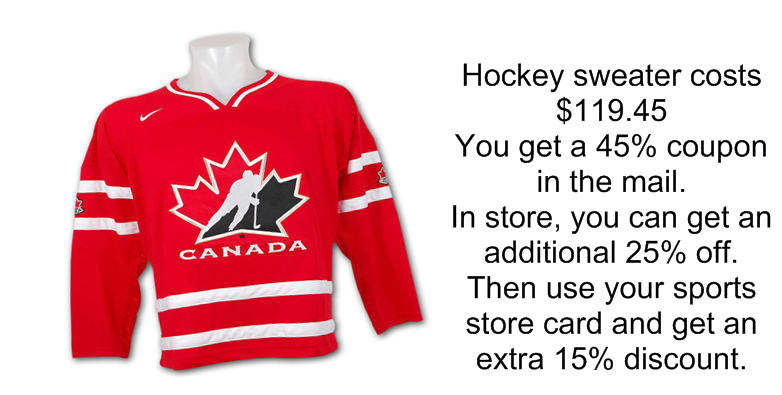 CANADA
Hockey sweater costs
$119.45
You get a 45% coupon
in the mail.
In store, you can get an
additional 25% off.
Then use your sports
store card and get an
extra 15% discount.